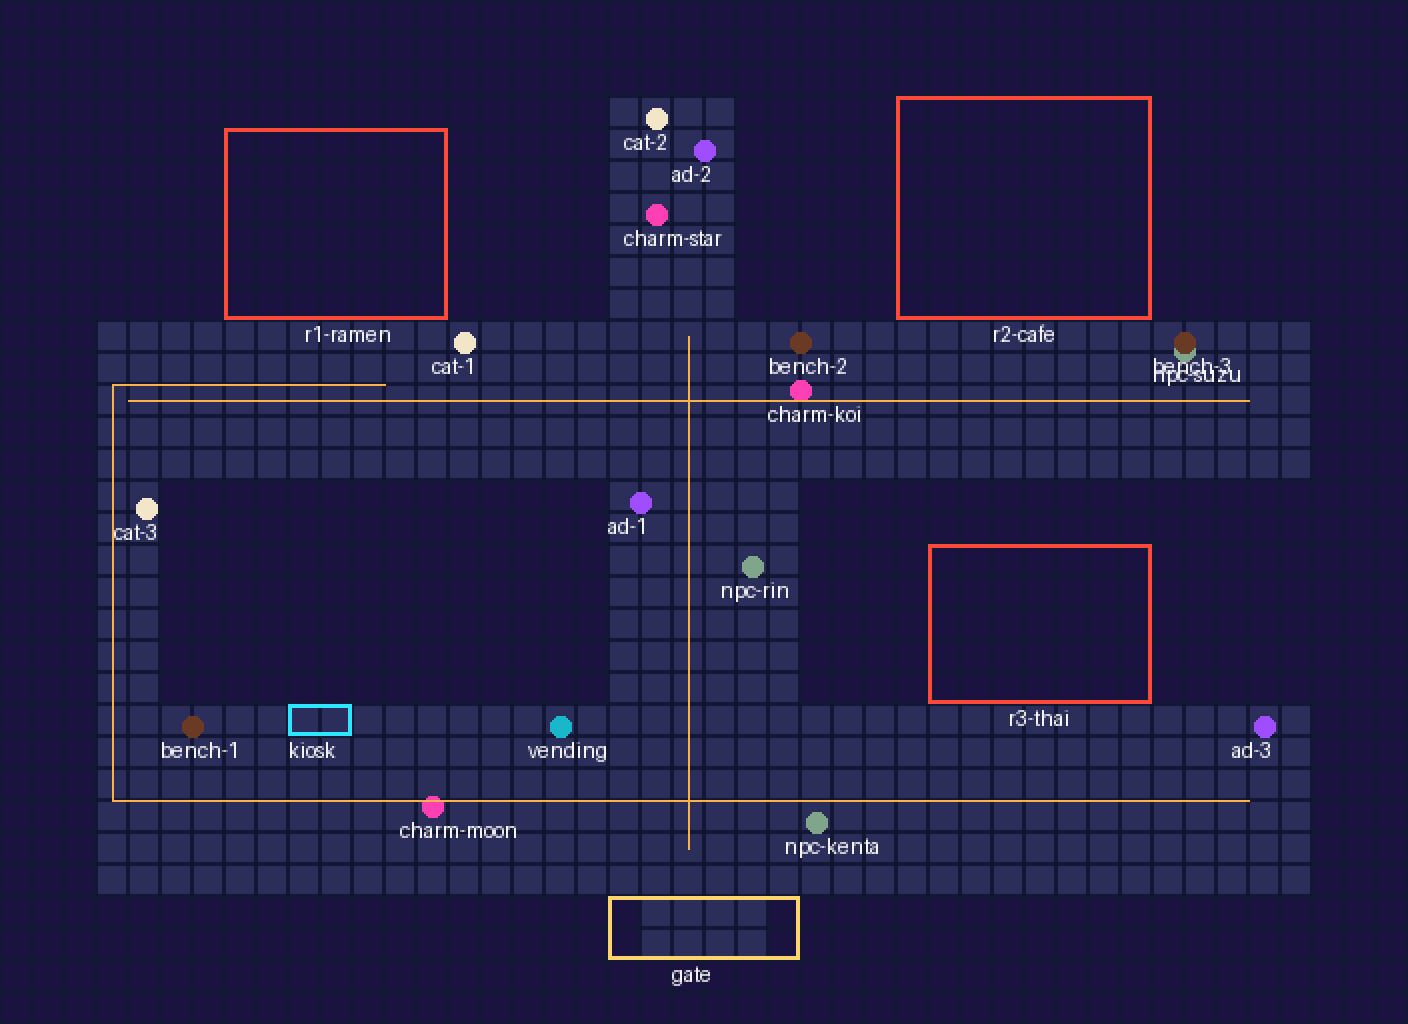 cat-2
ad-2
charm-star
r1-ramen
r2-cafe
cat-1
bench-2
bench-3
npc-suzu
charm-koi
cat-3
ad-1
npc-rin
r3-thai
bench-1
kiosk
vending
ad-3
charm-moon
npc-kenta
gate